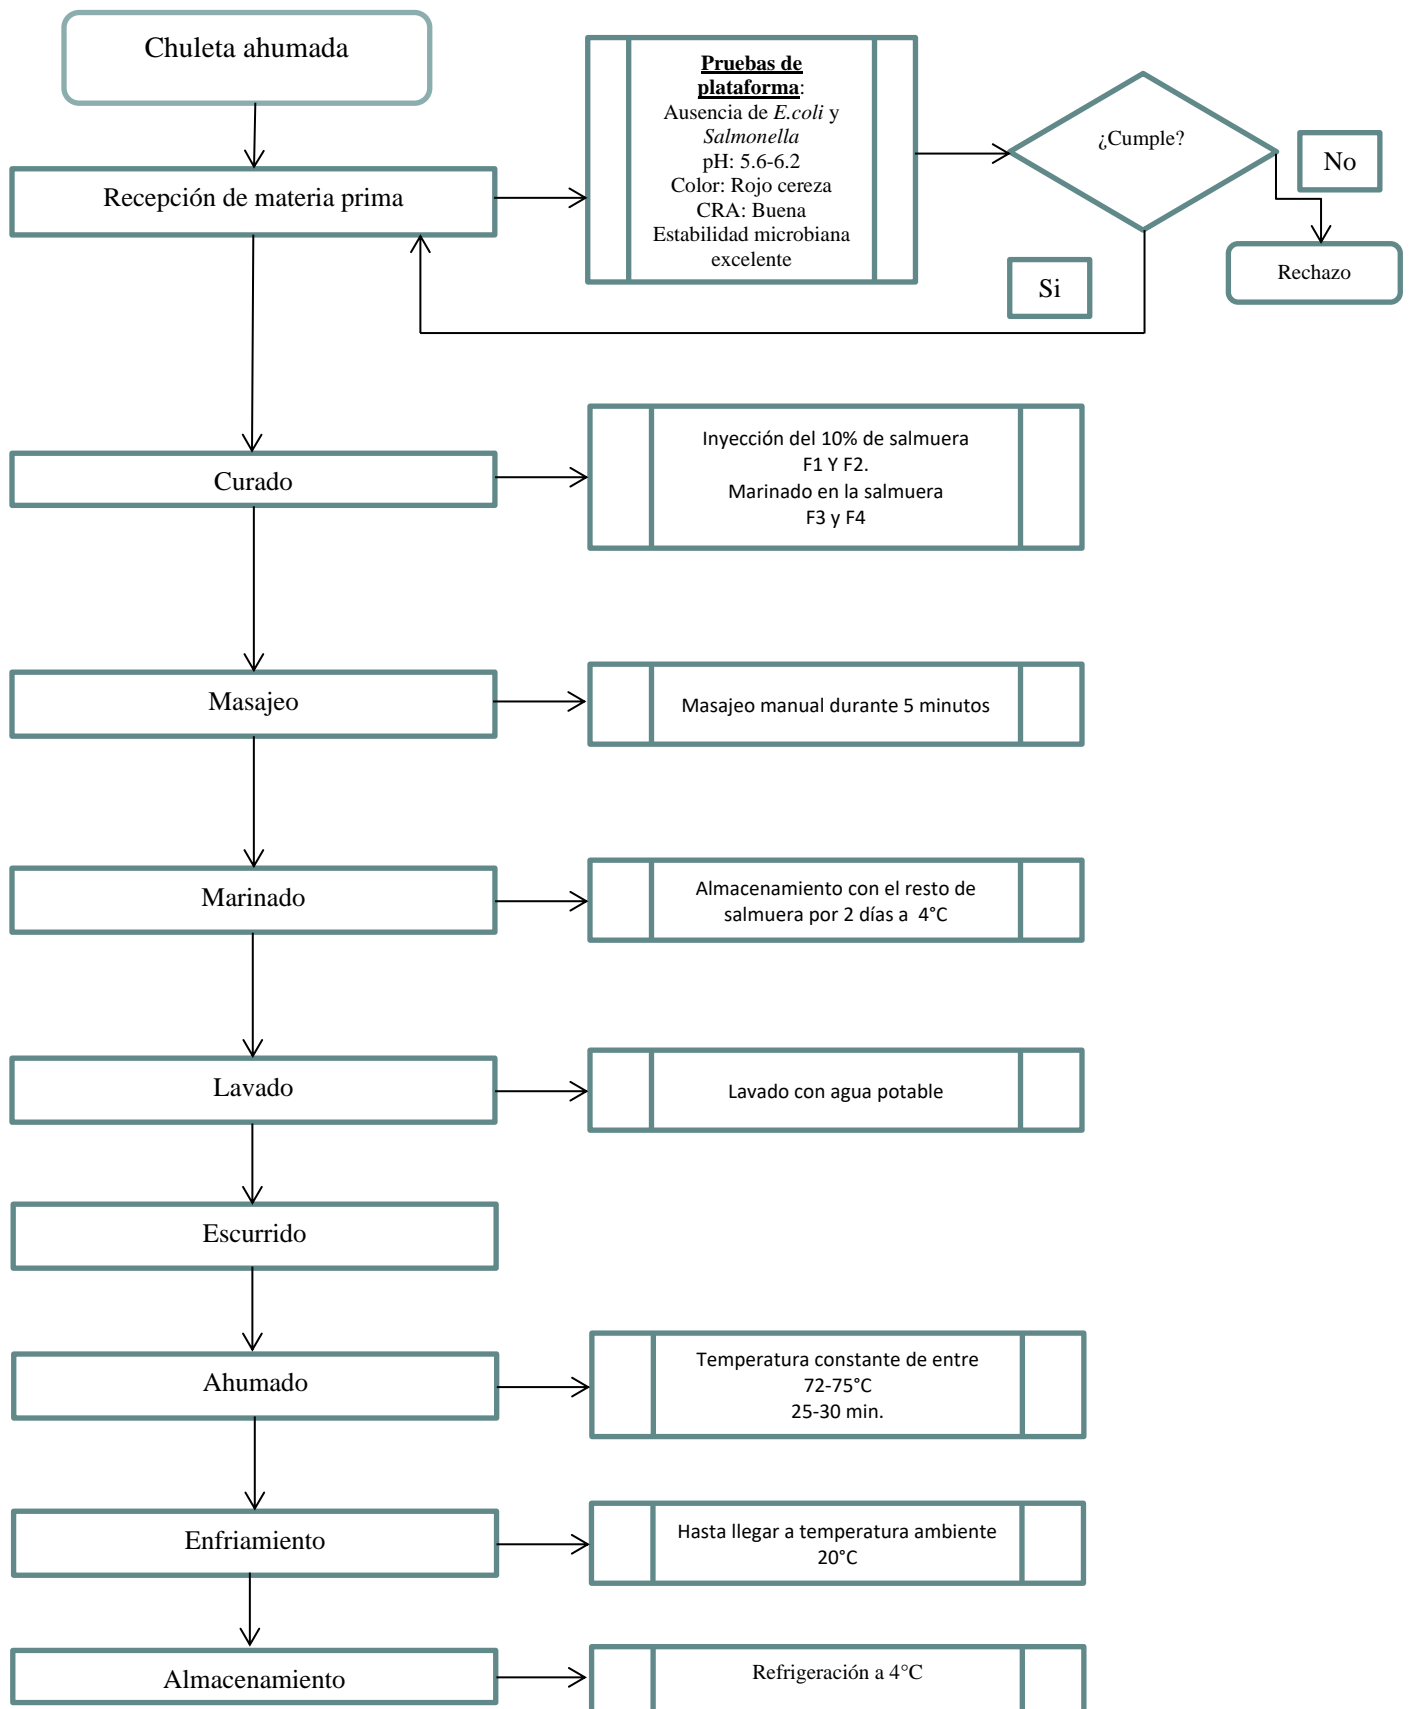 Chuleta ahumada
Pruebas de
plataforma:
Ausencia de E.coli y
Salmonella
pH: 5.6-6.2
Color: Rojo cereza
CRA: Buena
Estabilidad microbiana
excelente
¿Cumple?
No
Recepción de materia prima
Rechazo
Si
Curado
Inyección del 10% de salmuera
F1 Y F2.
Marinado en la salmuera
F3 y F4
Masajeo
Masajeo manual durante 5 minutos
Marinado
Almacenamiento con el resto de
salmuera por 2 días a 4°C
Lavado
Lavado con agua potable
Escurrido
Ahumado
Temperatura constante de entre
72-75°C
25-30 min.
Enfriamiento
Hasta llegar a temperatura ambiente
20°C
Almacenamiento
Refrigeración a 4°C